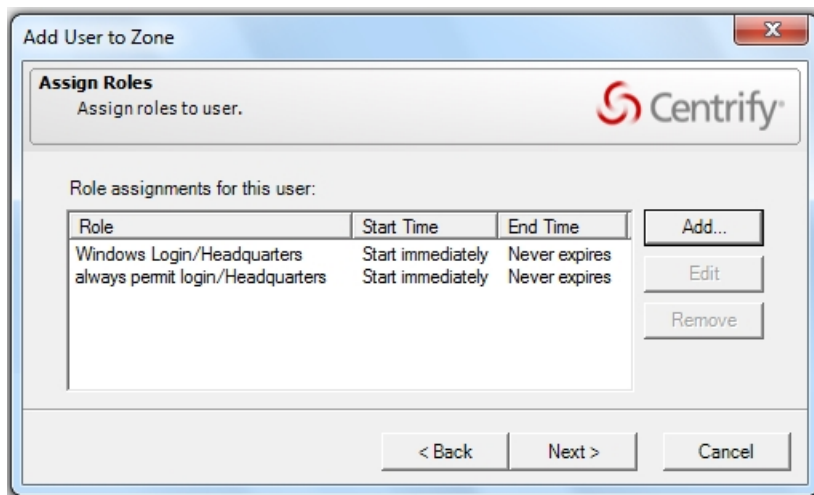 Add User to Zone
Assign Roles
Assign roles to user.
Centrify
Role assignments for this user:
Role Start Time End Time
Windows Login/Headquarters Start immediately Never expires
always permit login/Headquarters Start immediately Never expires
Add...
Edit
Remove
< Back Next > Cancel